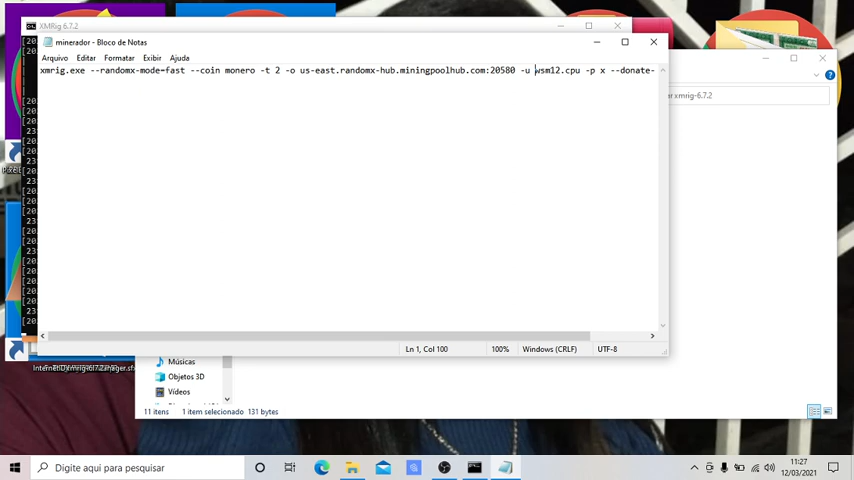 XMRig 6.7.2
minerador - Bloco de Notas
Arquivo Editar Formatar Exibir Ajuda
xmrig.exe --randomx-mode=fast --coin monero -t 2 -o us-east.randomx-hub.miningpoolhub.com:20580 -u wsm12.cpu -p x --donate-
ar xmrig-6.7.2
Ln 1, Col 100 100% Windows (CRLF) UTF-8
Músicas
Objetos 3D
Vídeos
11 itens 1 item selecionado 131 bytes
Digite aqui para pesquisar
11:27
12/03/2021